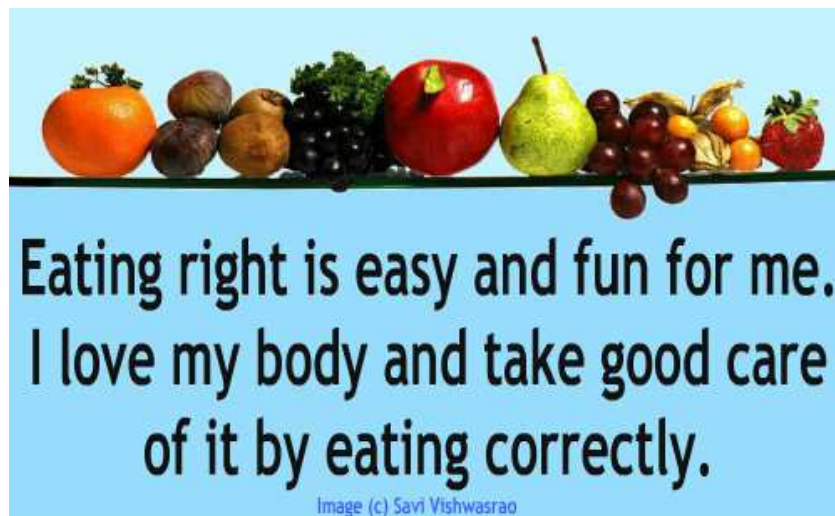 Eating right is easy and fun for me.
I love my body and take good care
of it by eating correctly.
Image (c) Savi Vishwasrao